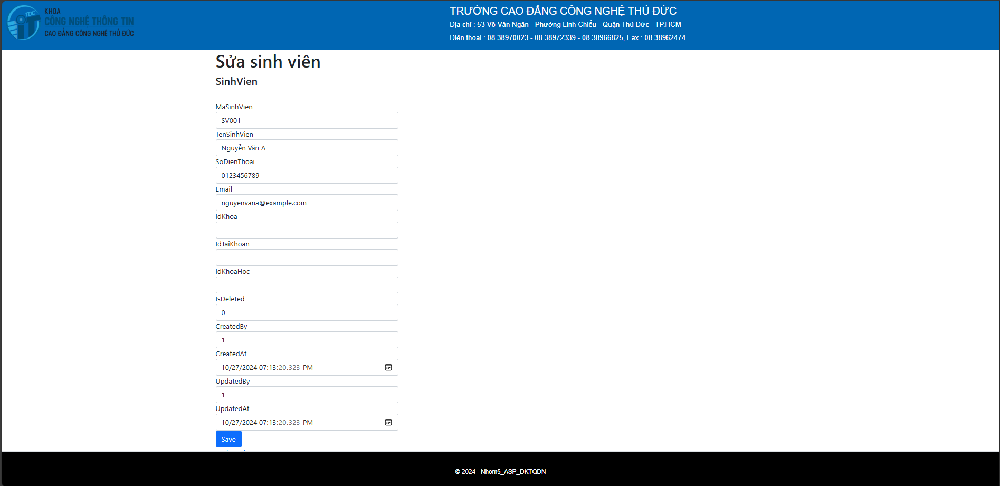 TDC
iT
KHOA
CÔNG NGHỆ THÔNG TIN
CAO ĐẲNG CÔNG NGHỆ THỦ ĐỨC
TRƯỜNG CAO ĐẲNG CÔNG NGHỆ THỦ ĐỨC
Địa chỉ : 53 Võ Văn Ngân - Phường Linh Chiểu - Quận Thủ Đức - TP.HCM
Điện thoại : 08.38970023 - 08.38972339 - 08.38966825, Fax : 08.38962474
Sửa sinh viên
SinhVien
MaSinhVien
SV001
TenSinhVien
Nguyễn Văn A
SoDienThoai
0123456789
Email
nguyenvana@example.com
IdKhoa
IdTaiKhoan
IdKhoaHoc
IsDeleted
0
CreatedBy
1
CreatedAt
10/27/2024 07:13:20.323 PM
UpdatedBy
1
UpdatedAt
10/27/2024 07:13:20.323 PM
Save
© 2024 - Nhom5_ASP_DKTQDN